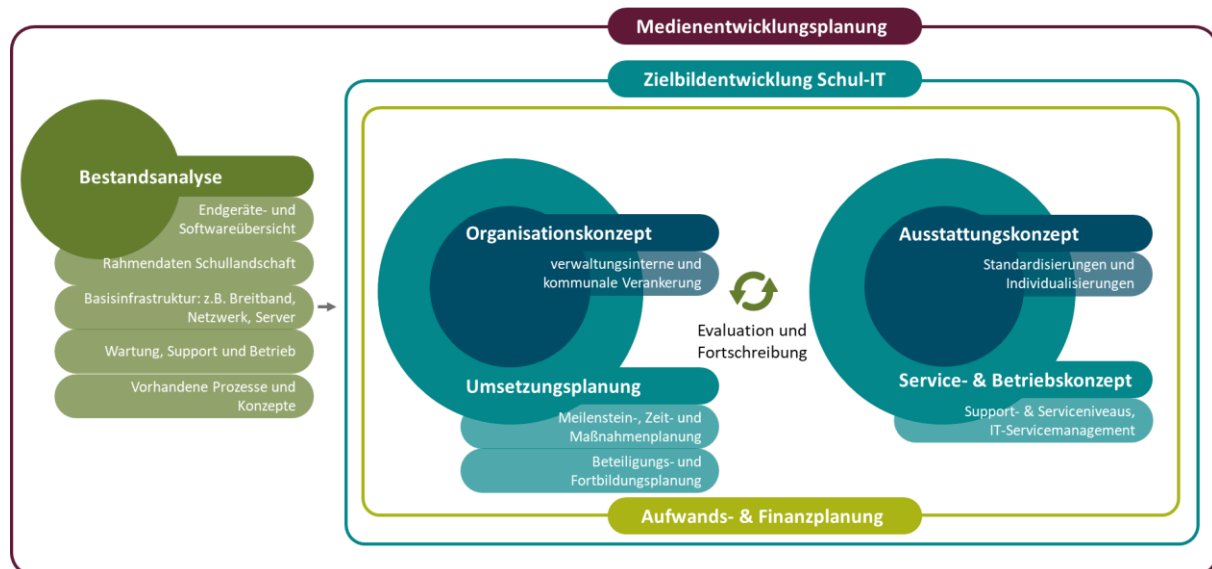 Medienentwicklungsplanung
Zielbildentwicklung Schul-IT
Bestandsanalyse
Endgeräte- und
Softwareübersicht
Rahmendaten Schullandschaft
Basisinfrastruktur: z.B. Breitband,
Netzwerk, Server
Wartung, Support und Betrieb
Vorhandene Prozesse und
Konzepte
Organisationskonzept
verwaltungsinterne und
kommunale Verankerung
Umsetzungsplanung
Meilenstein-, Zeit- und
Maßnahmenplanung
Beteiligungs- und
Fortbildungsplanung
Evaluation und
Fortschreibung
Ausstattungskonzept
Standardisierungen und
Individualisierungen
Service- & Betriebskonzept
Support- & Serviceniveaus,
IT-Servicemanagement
Aufwands- & Finanzplanung